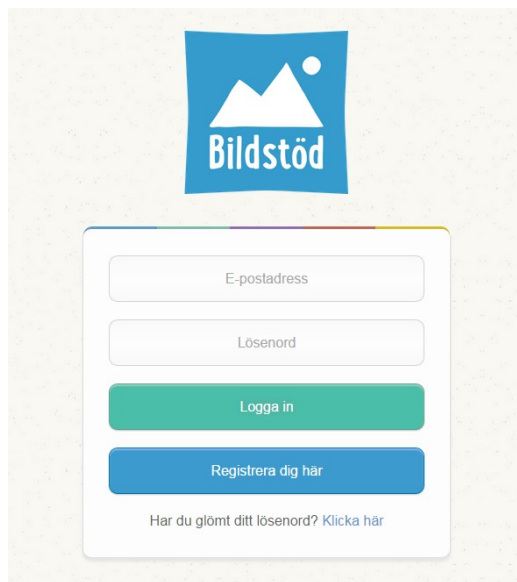 Bildstöd
E-postadress
Lösenord
Logga in
Registrera dig här
Har du glömt ditt lösenord? Klicka här